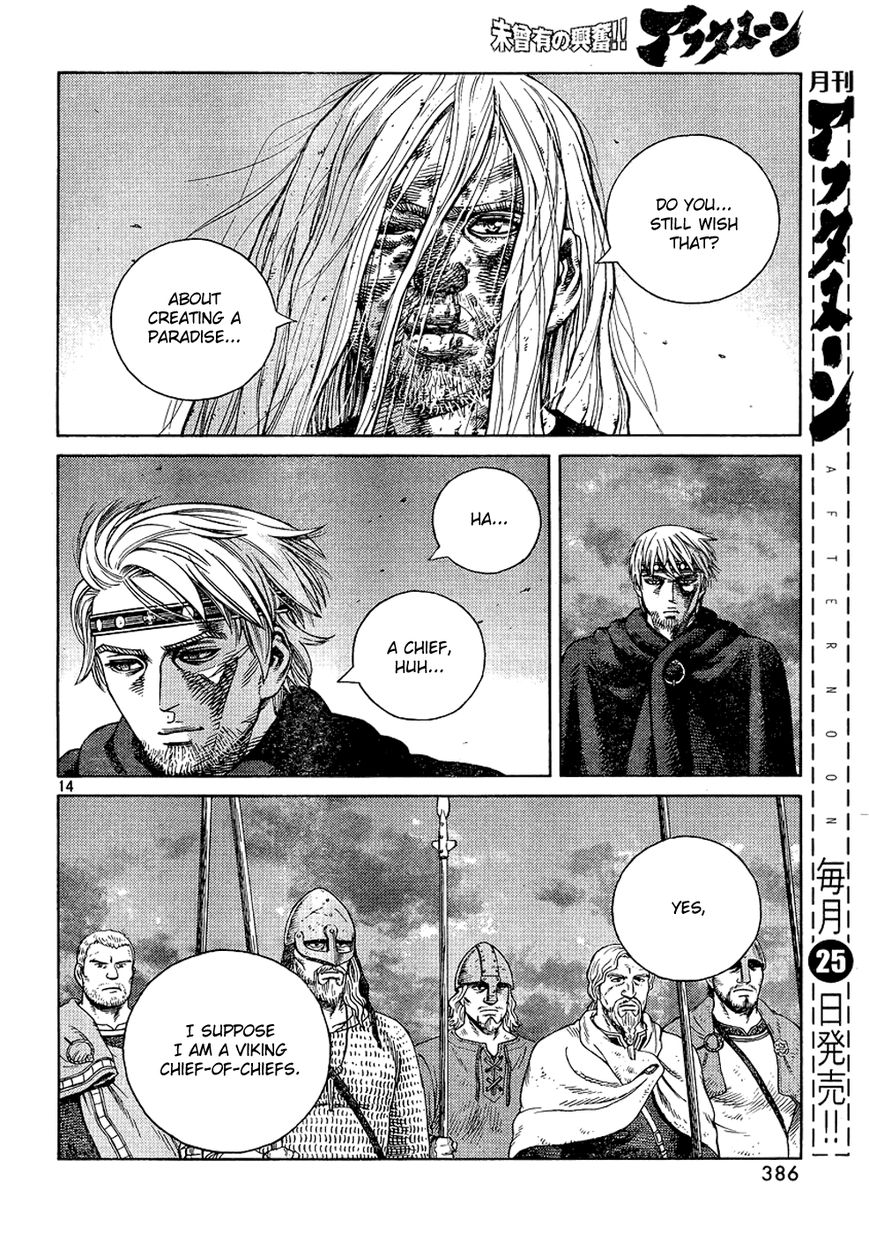 未曾有の興奮!!
アフタヌーン
月刊
アフタヌーン
AFTERNOON
毎月25日発売!!
DO YOU...
STILL WISH
THAT?
ABOUT
CREATING A
PARADISE...
HA...
A CHIEF,
HUH...
14
YES,
I SUPPOSE
I AM A VIKING
CHIEF-OF-CHIEFS.
386